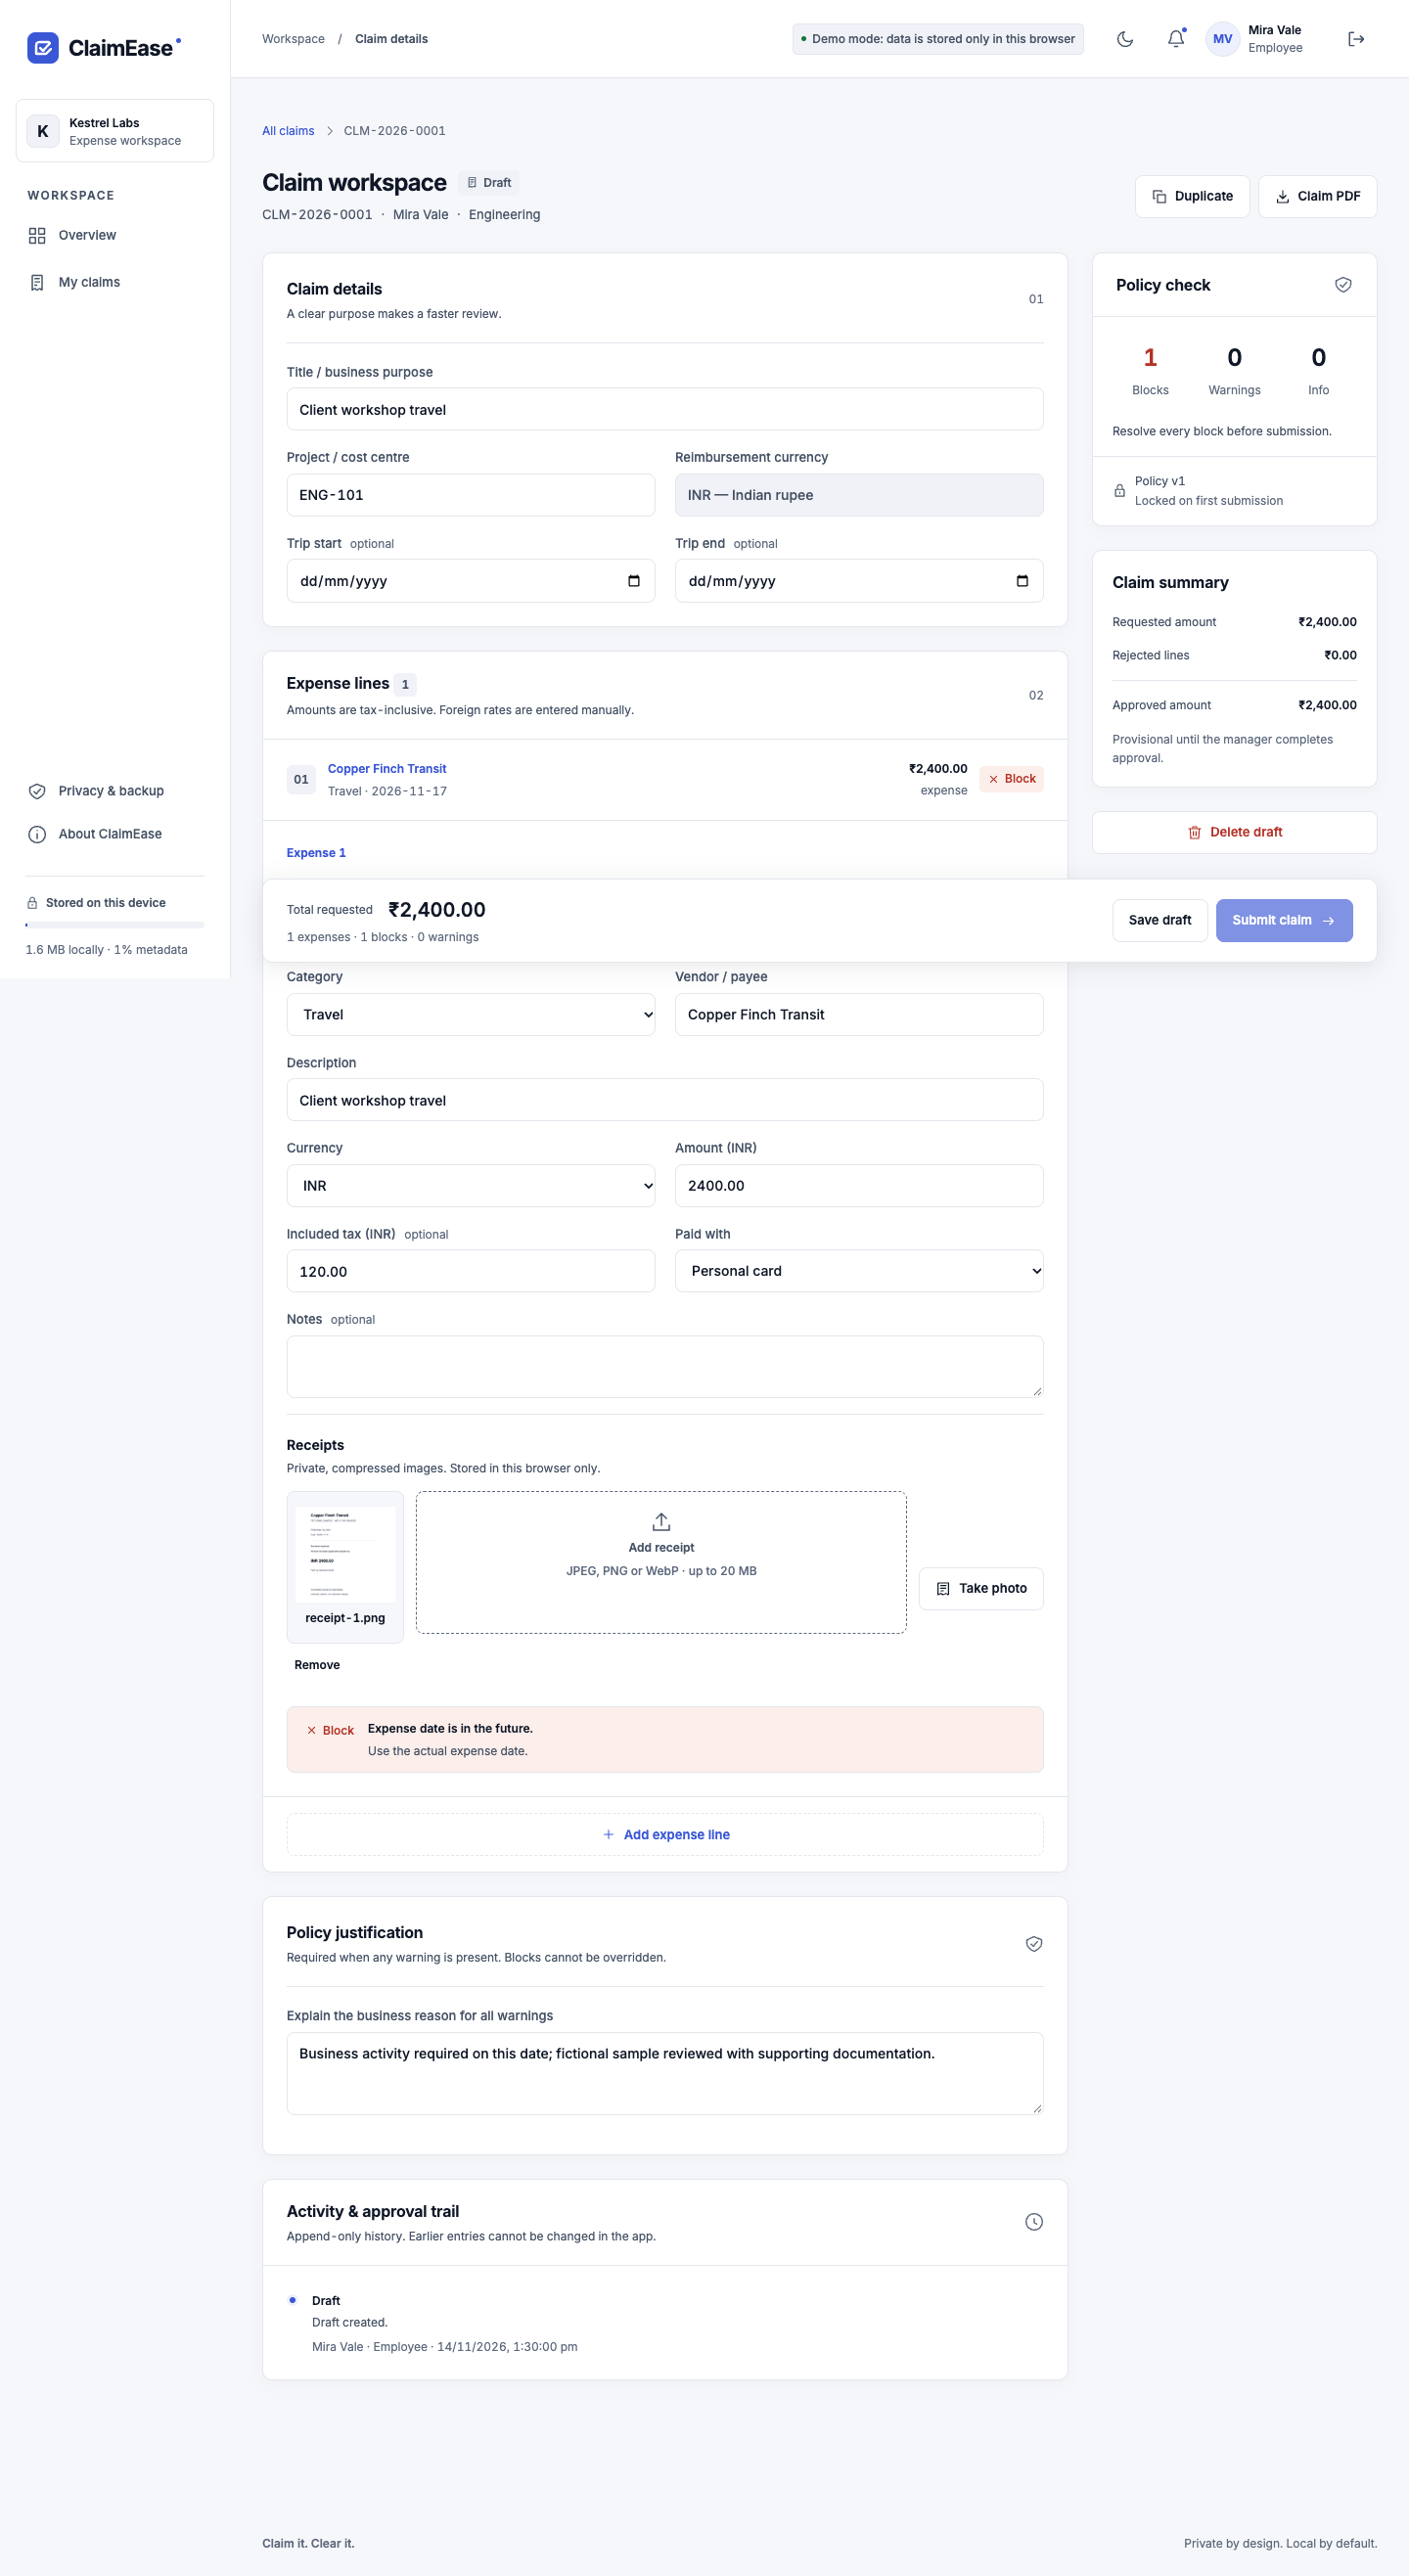 ClaimEase
K
Kestrel Labs
Expense workspace
WORKSPACE
Overview
My claims
Privacy & backup
About ClaimEase
Stored on this device
1.6 MB locally · 1% metadata
Workspace / Claim details
Demo mode: data is stored only in this browser
MV
Mira Vale
Employee
All claims > CLM-2026-0001
Claim workspace
Draft
CLM-2026-0001 · Mira Vale · Engineering
Duplicate
Claim PDF
Claim details
A clear purpose makes a faster review.
01
Title / business purpose
Client workshop travel
Project / cost centre
ENG-101
Reimbursement currency
INR — Indian rupee
Trip start optional
dd/mm/yyyy
Trip end optional
dd/mm/yyyy
Expense lines 1
Amounts are tax-inclusive. Foreign rates are entered manually.
02
01
Copper Finch Transit
Travel · 2026-11-17
₹2,400.00
expense
Block
Expense 1
Total requested ₹2,400.00
1 expenses · 1 blocks · 0 warnings
Save draft
Submit claim
Category
Travel
Vendor / payee
Copper Finch Transit
Description
Client workshop travel
Currency
INR
Amount (INR)
2400.00
Included tax (INR) optional
120.00
Paid with
Personal card
Notes optional
Receipts
Private, compressed images. Stored in this browser only.
Copper Finch Transit
INR 2400.00
receipt-1.png
Remove
Add receipt
JPEG, PNG or WebP · up to 20 MB
Take photo
Block
Expense date is in the future.
Use the actual expense date.
Add expense line
Policy justification
Required when any warning is present. Blocks cannot be overridden.
Explain the business reason for all warnings
Business activity required on this date; fictional sample reviewed with supporting documentation.
Activity & approval trail
Append-only history. Earlier entries cannot be changed in the app.
Draft
Draft created.
Mira Vale · Employee · 14/11/2026, 1:30:00 pm
Policy check
1
Blocks
0
Warnings
0
Info
Resolve every block before submission.
Policy v1
Locked on first submission
Claim summary
Requested amount ₹2,400.00
Rejected lines ₹0.00
Approved amount ₹2,400.00
Provisional until the manager completes
approval.
Delete draft
Claim it. Clear it.
Private by design. Local by default.